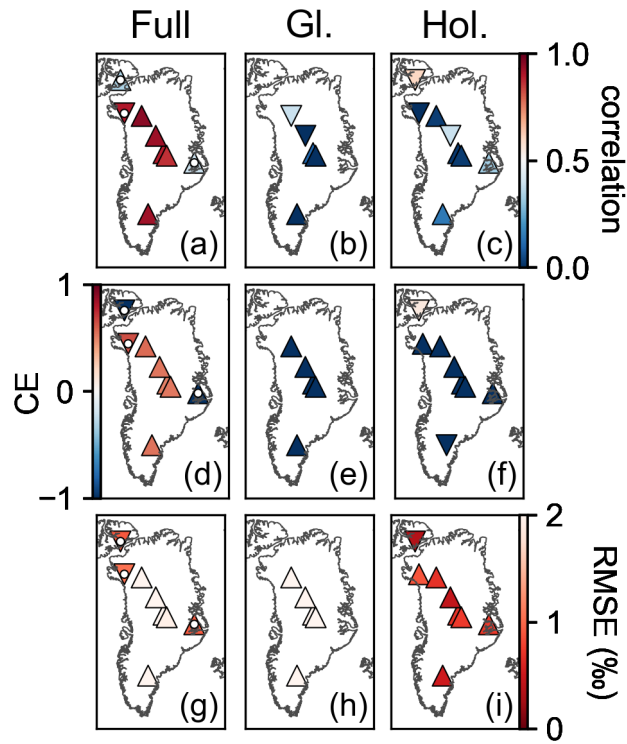 Full Gl. Hol.
(a) (b) (c)
1.0
0.5
0.0
correlation
CE
1
0
−1
(d) (e) (f)
(g) (h) (i)
2
1
0
RMSE (‰)